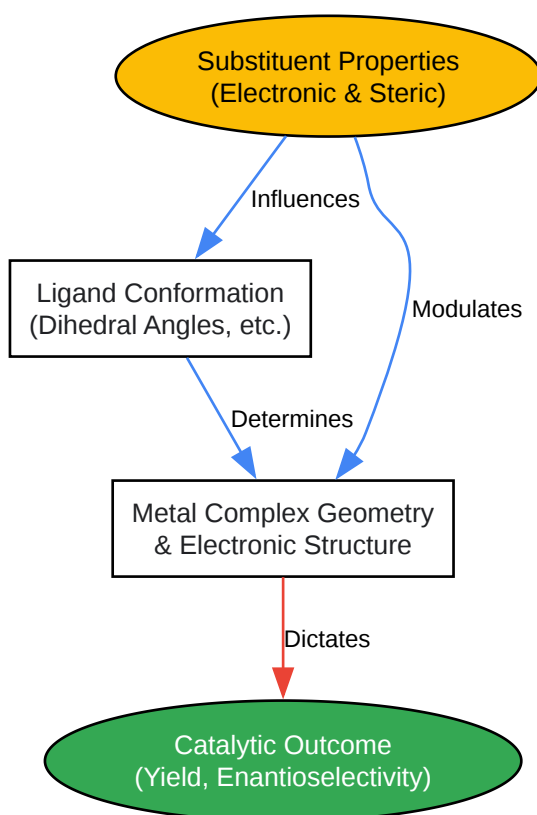 Substituent Properties
(Electronic & Steric)
Influences
Ligand Conformation
(Dihedral Angles, etc.)
Modulates
Determines
Metal Complex Geometry
& Electronic Structure
Dictates
Catalytic Outcome
(Yield, Enantioselectivity)